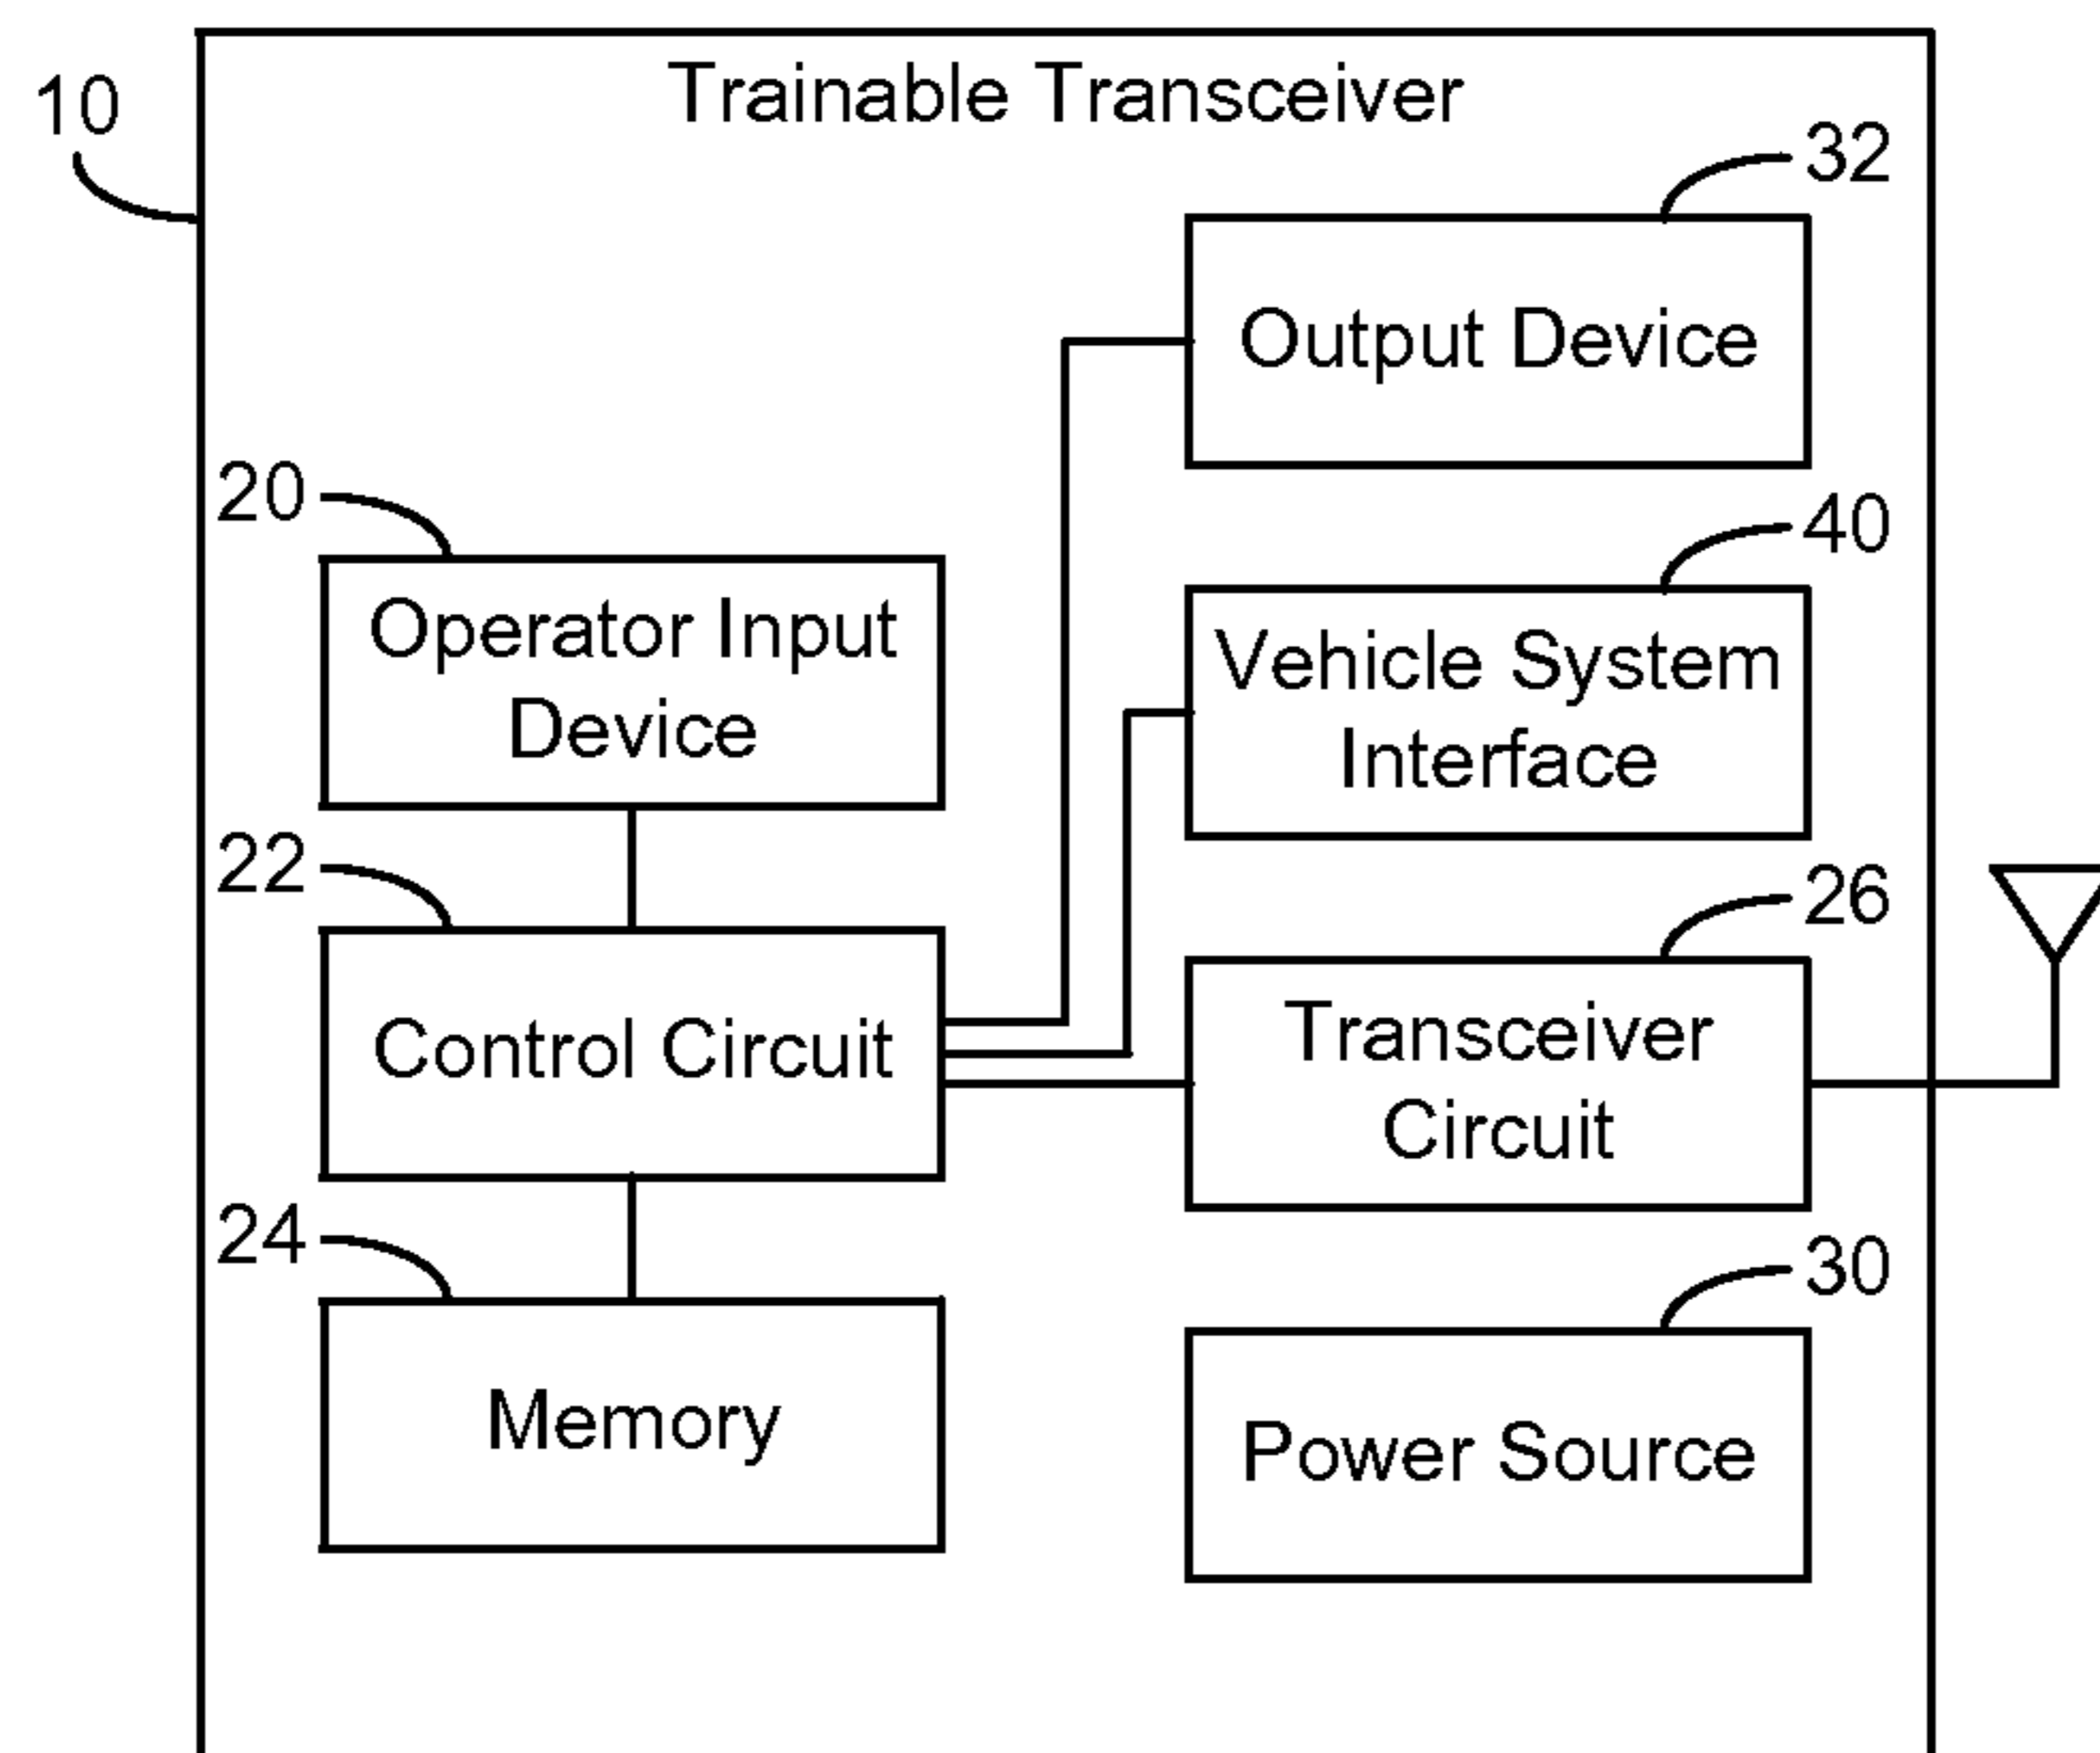 Trainable Transceiver
10
32
Output Device
20
Operator Input
Device
40
Vehicle System
Interface
22
Control Circuit
26
Transceiver
Circuit
24
Memory
30
Power Source